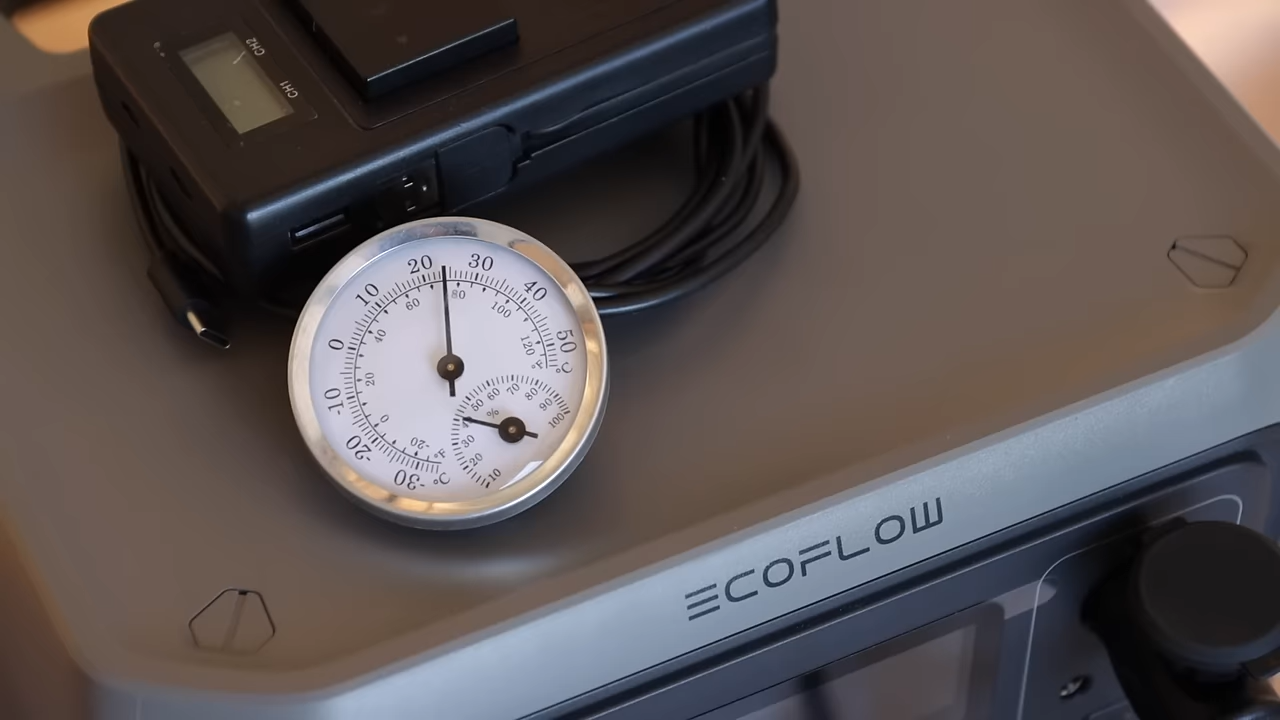 CH2
CH1
-30 -20 -10 0 10 20 30 40 50 °C
-20 0 20 40 60 80 100 120 °F
10 20 30 40 50 60 70 80 90 100
%
ECOFLOW